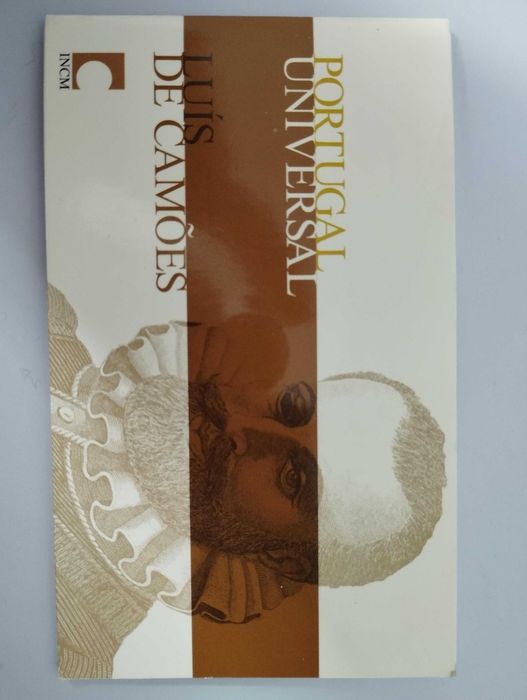 PORTUGAL
UNIVERSAL
LUÍS
DE CAMÕES
INCM